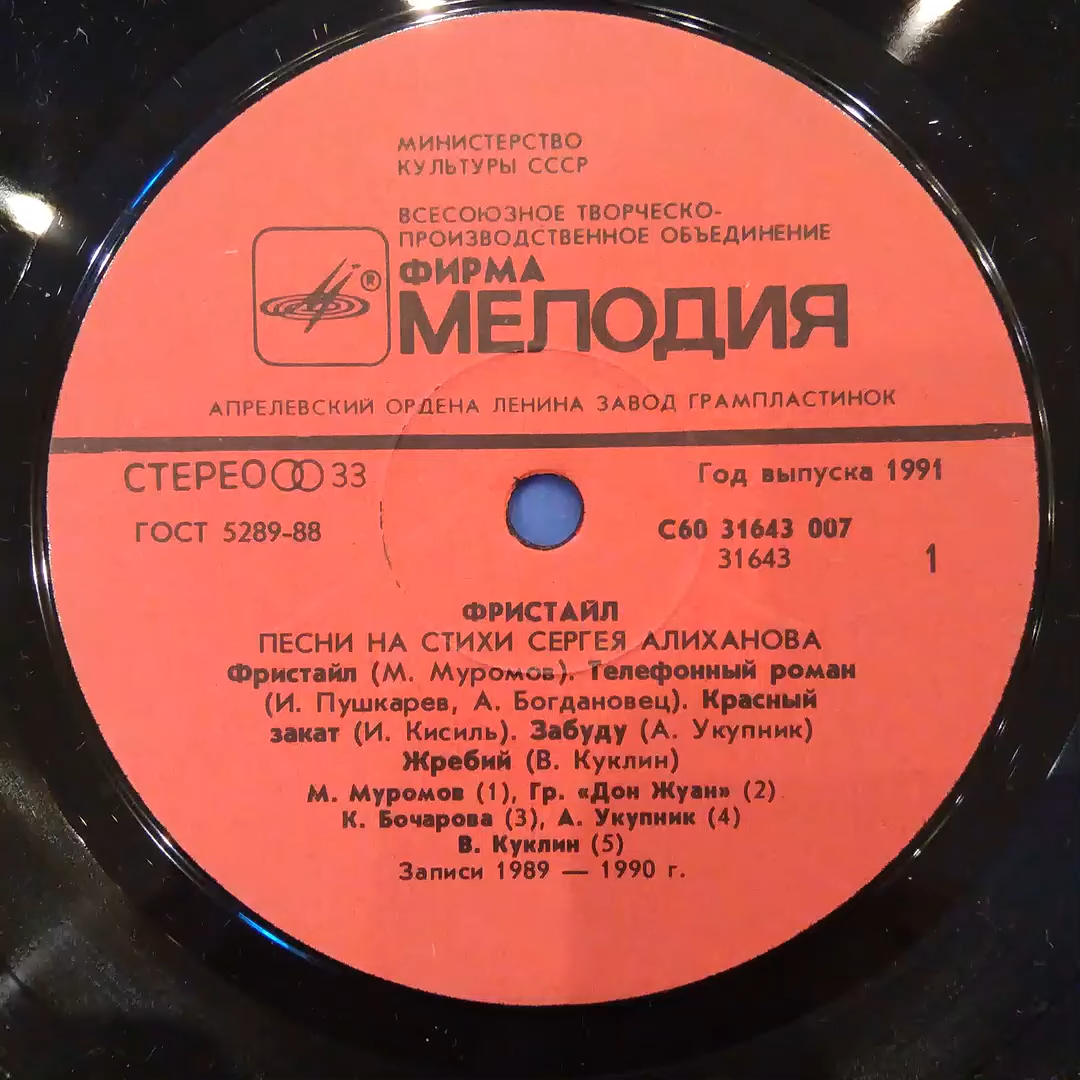 МИНИСТЕРСТВО
КУЛЬТУРЫ СССР
ВСЕСОЮЗНОЕ ТВОРЧЕСКО-
ПРОИЗВОДСТВЕННОЕ ОБЪЕДИНЕНИЕ
ФИРМА
®
МЕЛОДИЯ
АПРЕЛЕВСКИЙ ОРДЕНА ЛЕНИНА ЗАВОД ГРАМПЛАСТИНОК
СТЕРЕО 33
Год выпуска 1991
ГОСТ 5289-88
С60 31643 007
31643
1
ФРИСТАЙЛ
ПЕСНИ НА СТИХИ СЕРГЕЯ АЛИХАНОВА
Фристайл (М. Муромов). Телефонный роман
(И. Пушкарев, А. Богдановец). Красный
закат (И. Кисиль). Забуду (А. Укупник)
Жребий (В. Куклин)
М. Муромов (1), Гр. «Дон Жуан» (2)
К. Бочарова (3), А. Укупник (4)
В. Куклин (5)
Записи 1989 — 1990 г.